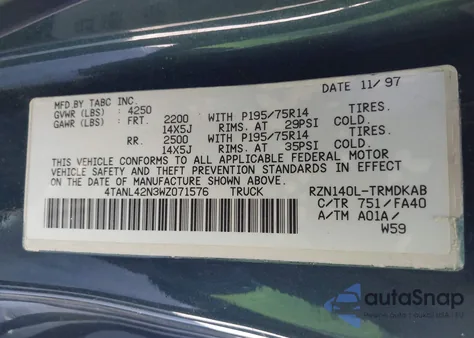 DATE 11/97
MFD.BY TABC INC.
GVWR (LBS): 4250
GAWR (LBS): FRT. 2200 WITH P195/75R14 TIRES.
14X5J RIMS. AT 29PSI COLD.
RR. 2500 WITH P195/75R14 TIRES.
14X5J RIMS. AT 35PSI COLD.
THIS VEHICLE CONFORMS TO ALL APPLICABLE FEDERAL MOTOR
VEHICLE SAFETY, BUMPER, AND THEFT PREVENTION STANDARDS IN
EFFECT ON THE DATE OF MANUFACTURE SHOWN ABOVE.
4TANL42N3WZ071576 TRUCK RZN140L-TRMDKAB
C/TR 751/FA40
A/TM A01A/
W59
autoSnap